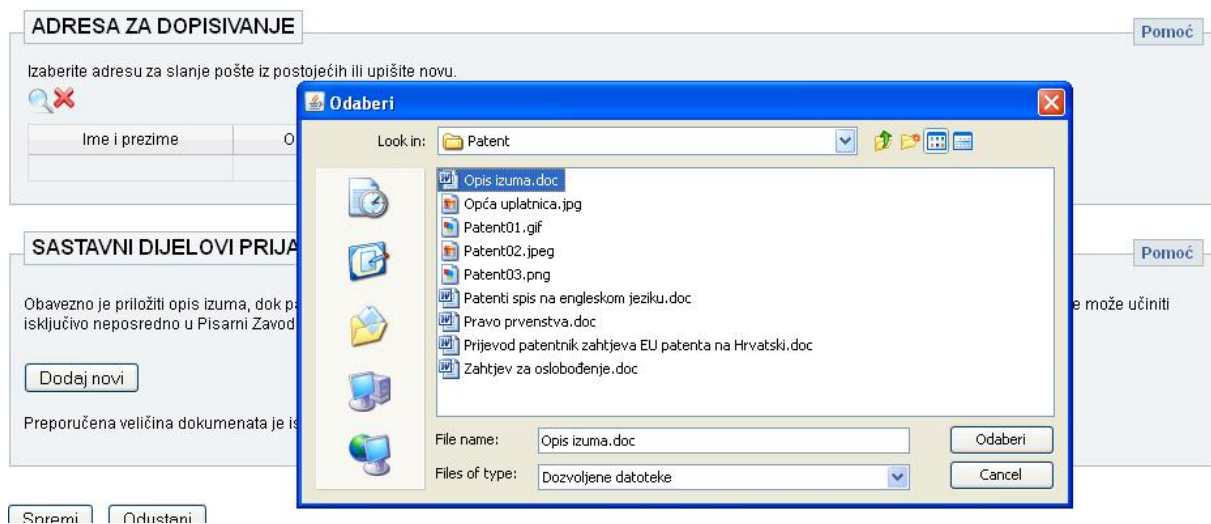 ADRESA ZA DOPISIVANJE
Pomoć
Izaberite adresu za slanje pošte iz postojećih ili upišite novu.
Ime i prezime
O
SASTAVNI DIJELOVI PRIJA
Pomoć
Obavezno je priložiti opis izuma, dok pa
e može učiniti
isključivo neposredno u Pisarni Zavod
Dodaj novi
Preporučena veličina dokumenata je is
Spremi
Odustani
Odaberi
Look in:
Patent
Opis izuma.doc
Opća uplatnica.jpg
Patent01.gif
Patent02.jpeg
Patent03.png
Patenti spis na engleskom jeziku.doc
Pravo prvenstva.doc
Prijevod patentnik zahtjeva EU patenta na Hrvatski.doc
Zahtjev za oslobođenje.doc
File name:
Opis izuma.doc
Odaberi
Files of type:
Dozvoljene datoteke
Cancel